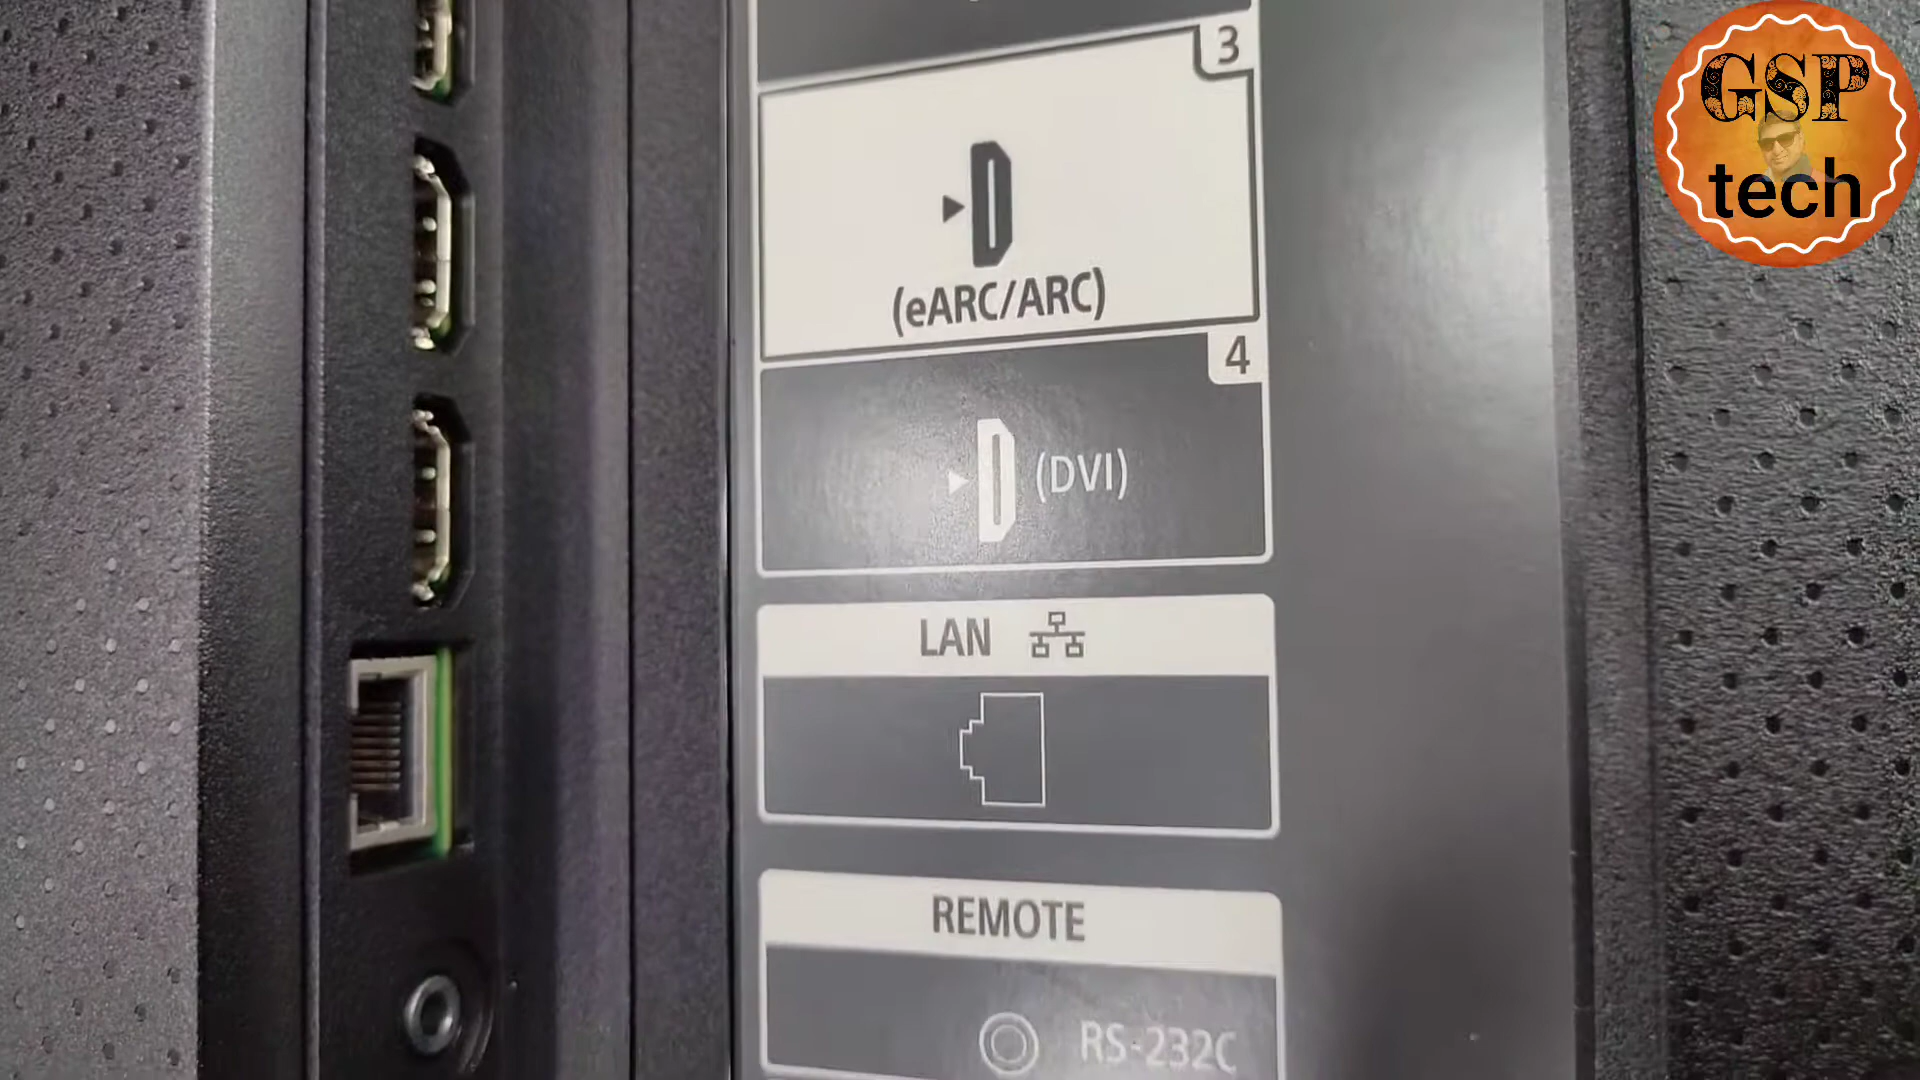 3
(eARC/ARC)
4
(DVI)
LAN
REMOTE
RS-232C
GSP
tech